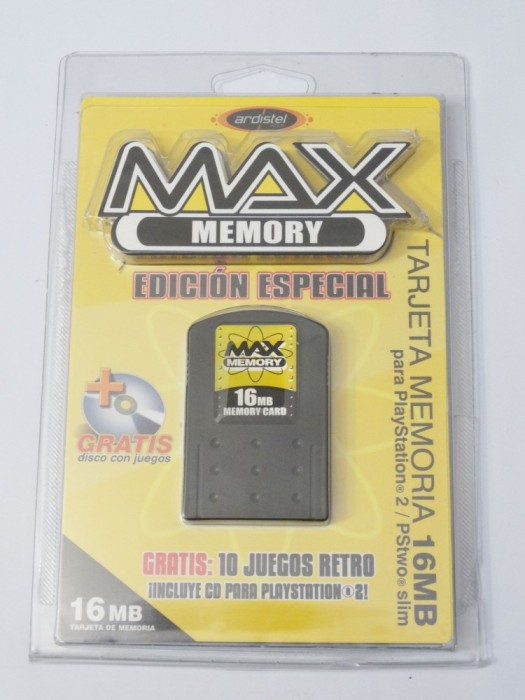 ardistel
MAX
MEMORY
EDICIÓN ESPECIAL
TARJETA MEMORIA 16MB
para PlayStation® 2 / PStwo® slim
MAX
MEMORY
16MB
MEMORY CARD
+
GRATIS
disco con juegos
GRATIS: 10 JUEGOS RETRO
¡INCLUYE CD PARA PLAYSTATION® 2!
16 MB
TARJETA DE MEMORIA